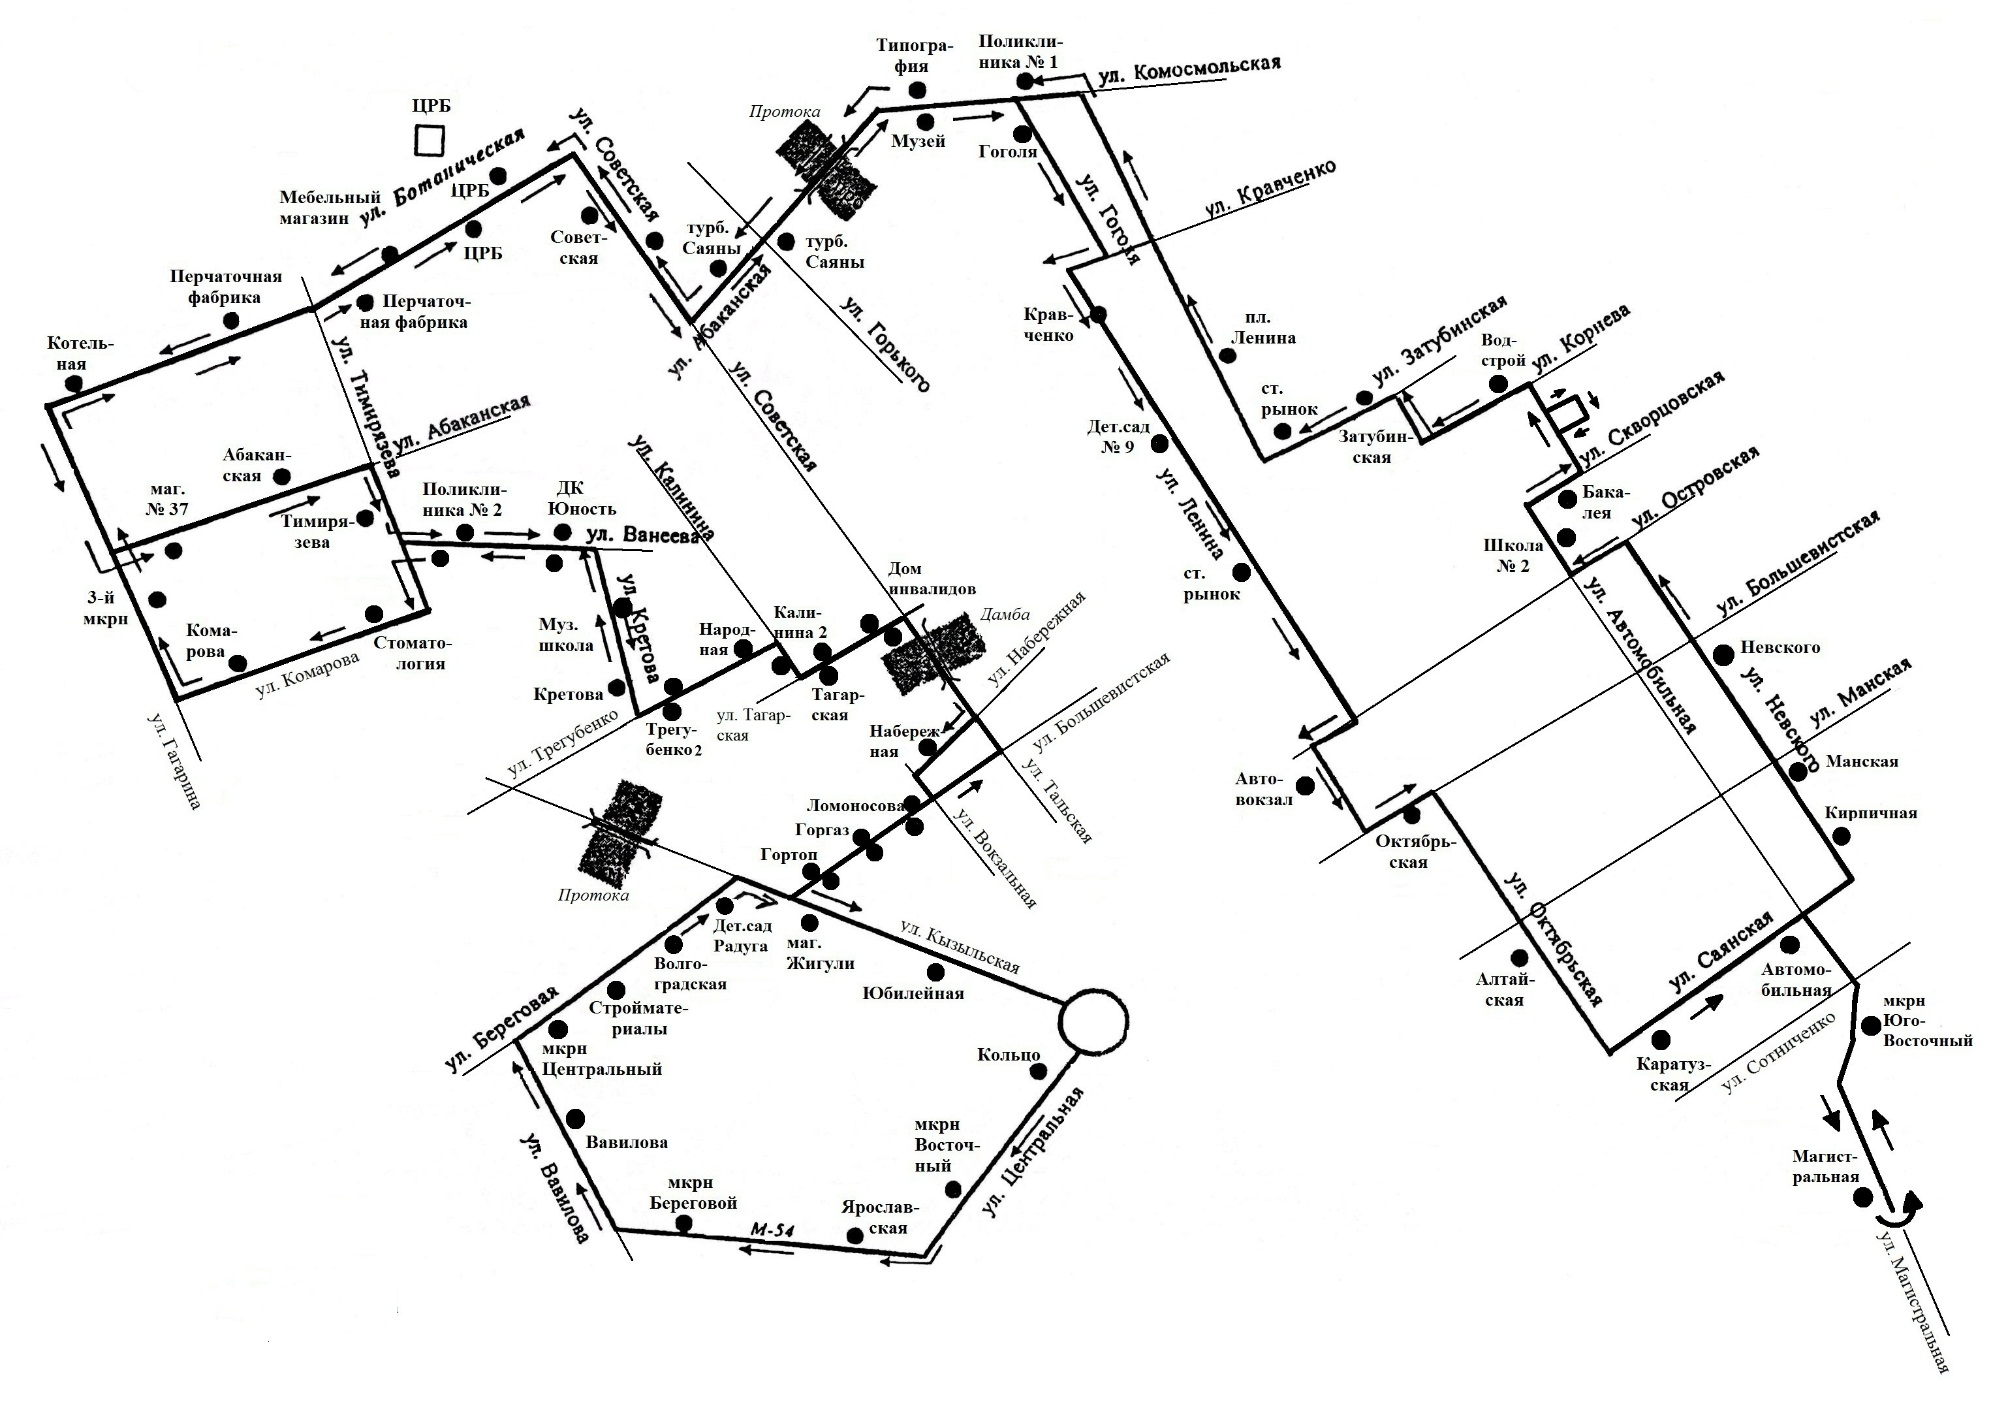 Типогра-
фия
Поликли-
ника № 1
ул. Комосмольская
ЦРБ
Протока
ул. Советская
Музей
Гоголя
ул. Ботаническая
Мебельный
магазин
ЦРБ
ЦРБ
Совет-
ская
турб.
Саяны
турб.
Саяны
ул. Гоголя
ул. Кравченко
Перчаточная
фабрика
Перчаточ-
ная фабрика
ул. Абаканская
ул. Горького
Крав-
ченко
пл.
Ленина
ул. Затубинская
Вод-
строй
ул. Корнева
Котель-
ная
ул. Тимирязева
ул. Абаканская
ул. Советская
ст.
рынок
Затубин-
ская
ул. Скворцовская
Абакан-
ская
маг.
№ 37
Тимиря-
зева
Поликли-
ника № 2
ДК
Юность
ул. Ванеева
ул. Калинина
Дет.сад
№ 9
ул. Ленина
Бака-
лея
ул. Островская
Школа
№ 2
ул. Большевистская
3-й
мкрн
Кома-
рова
Стомато-
логия
ул. Комарова
ул. Гагарина
Муз.
школа
ул. Кретова
Кретова
Народ-
ная
Кали-
нина 2
Дом
инвалидов
Дамба
ул. Набережная
ст.
рынок
ул. Автомобильная
Невского
ул. Невского
ул. Манская
Трегу-
бенко2
ул. Трегубенко
ул. Тагар-
ская
Тагар-
ская
Набереж-
ная
ул. Большевистская
ул. Тальская
Авто-
вокзал
Октябрь-
ская
Манская
Кирпичная
Протока
Ломоносова
Горгаз
Гортоп
ул. Вокзальная
ул. Октябрьская
Дет.сад
Радуга
маг.
Жигули
ул. Кызыльская
Юбилейная
Волго-
градская
Строймате-
риалы
ул. Береговая
мкрн
Центральный
Алтай-
ская
ул. Саянская
Автомо-
бильная
Каратуз-
ская
ул. Сотниченко
мкрн
Юго-
Восточный
Кольцо
ул. Центральная
мкрн
Восточ-
ный
Вавилова
ул. Вавилова
мкрн
Береговой
М-54
Ярослав-
ская
Магист-
ральная
ул. Магистральная